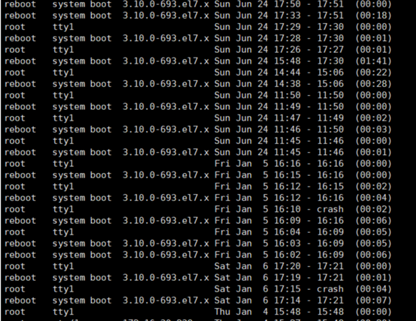 reboot system boot 3.10.0-693.el7.x Sun Jun 24 17:50 - 17:51 (00:00)
reboot system boot 3.10.0-693.el7.x Sun Jun 24 17:33 - 17:51 (00:18)
root tty1 Sun Jun 24 17:29 - 17:30 (00:00)
reboot system boot 3.10.0-693.el7.x Sun Jun 24 17:28 - 17:30 (00:01)
root tty1 Sun Jun 24 17:26 - 17:27 (00:01)
reboot system boot 3.10.0-693.el7.x Sun Jun 24 15:48 - 17:30 (01:41)
root tty1 Sun Jun 24 14:44 - 15:06 (00:22)
reboot system boot 3.10.0-693.el7.x Sun Jun 24 14:38 - 15:06 (00:28)
root tty1 Sun Jun 24 11:50 - 11:50 (00:00)
reboot system boot 3.10.0-693.el7.x Sun Jun 24 11:49 - 11:50 (00:00)
root tty1 Sun Jun 24 11:47 - 11:49 (00:02)
reboot system boot 3.10.0-693.el7.x Sun Jun 24 11:46 - 11:50 (00:03)
root tty1 Sun Jun 24 11:45 - 11:46 (00:00)
reboot system boot 3.10.0-693.el7.x Sun Jun 24 11:45 - 11:46 (00:01)
root tty1 Fri Jan 5 16:16 - 16:16 (00:00)
reboot system boot 3.10.0-693.el7.x Fri Jan 5 16:15 - 16:16 (00:00)
root tty1 Fri Jan 5 16:12 - 16:15 (00:02)
reboot system boot 3.10.0-693.el7.x Fri Jan 5 16:12 - 16:16 (00:04)
root tty1 Fri Jan 5 16:10 - crash (00:02)
reboot system boot 3.10.0-693.el7.x Fri Jan 5 16:09 - 16:16 (00:06)
root tty1 Fri Jan 5 16:04 - 16:09 (00:05)
reboot system boot 3.10.0-693.el7.x Fri Jan 5 16:03 - 16:09 (00:05)
reboot system boot 3.10.0-693.el7.x Fri Jan 5 16:02 - 16:09 (00:06)
root tty1 Sat Jan 6 17:20 - 17:21 (00:00)
reboot system boot 3.10.0-693.el7.x Sat Jan 6 17:19 - 17:21 (00:01)
root tty1 Sat Jan 6 17:15 - crash (00:04)
reboot system boot 3.10.0-693.el7.x Sat Jan 6 17:14 - 17:21 (00:07)
root tty1 Thu Jan 4 15:48 - 15:48 (00:00)